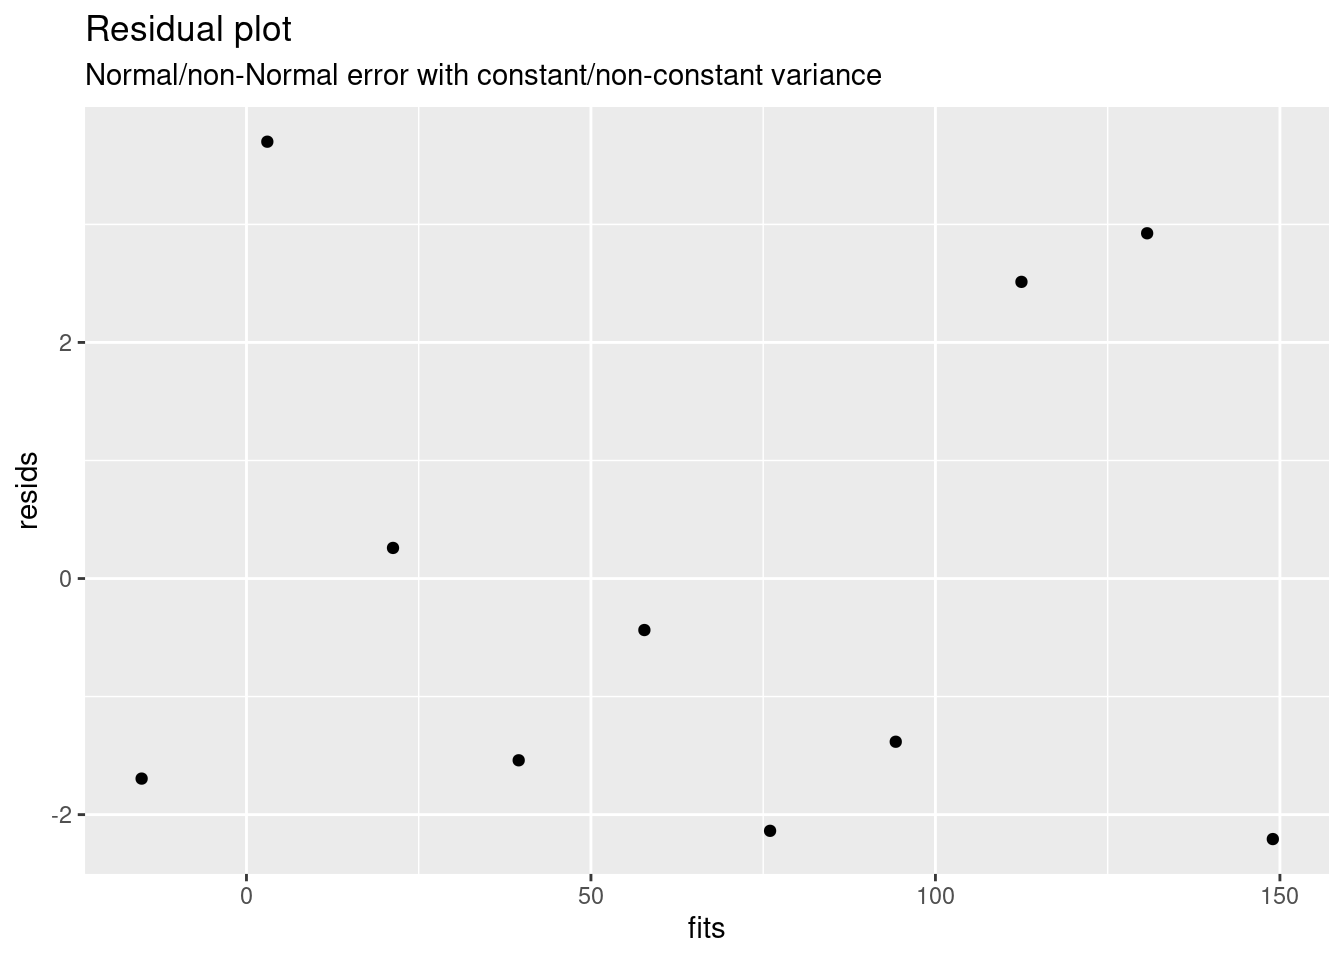 Residual plot
Normal/non-Normal error with constant/non-constant variance
resids
2
0
-2
0 50 100 150
fits